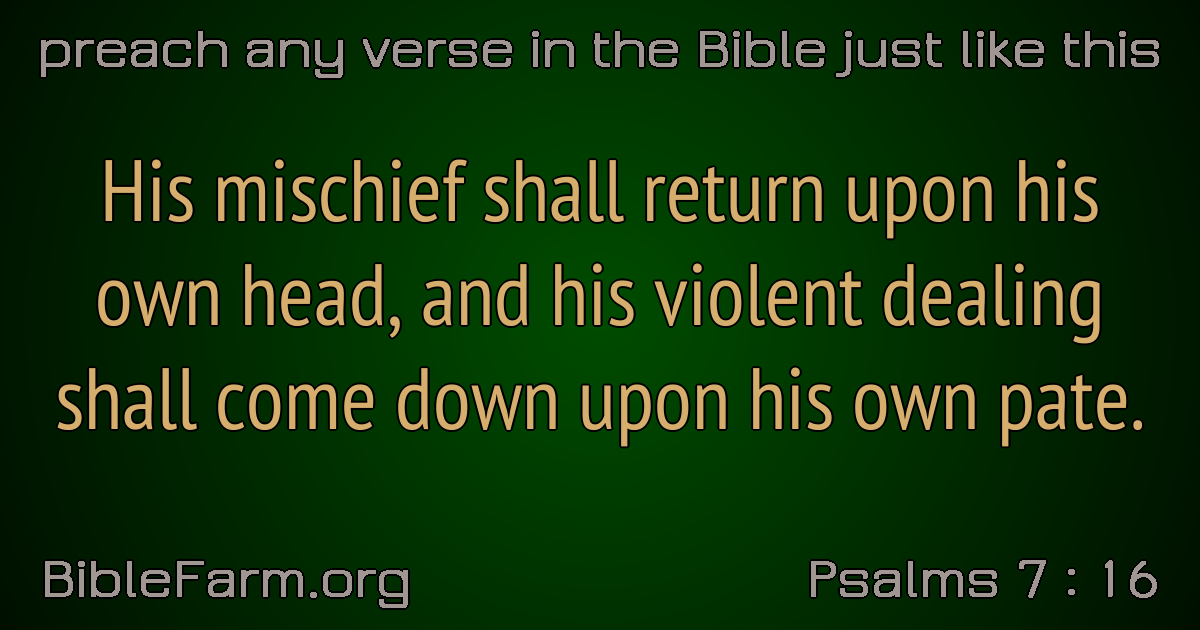 preach any verse in the Bible just like this
His mischief shall return upon his
own head, and his violent dealing
shall come down upon his own pate.
BibleFarm.org
Psalms 7 : 16